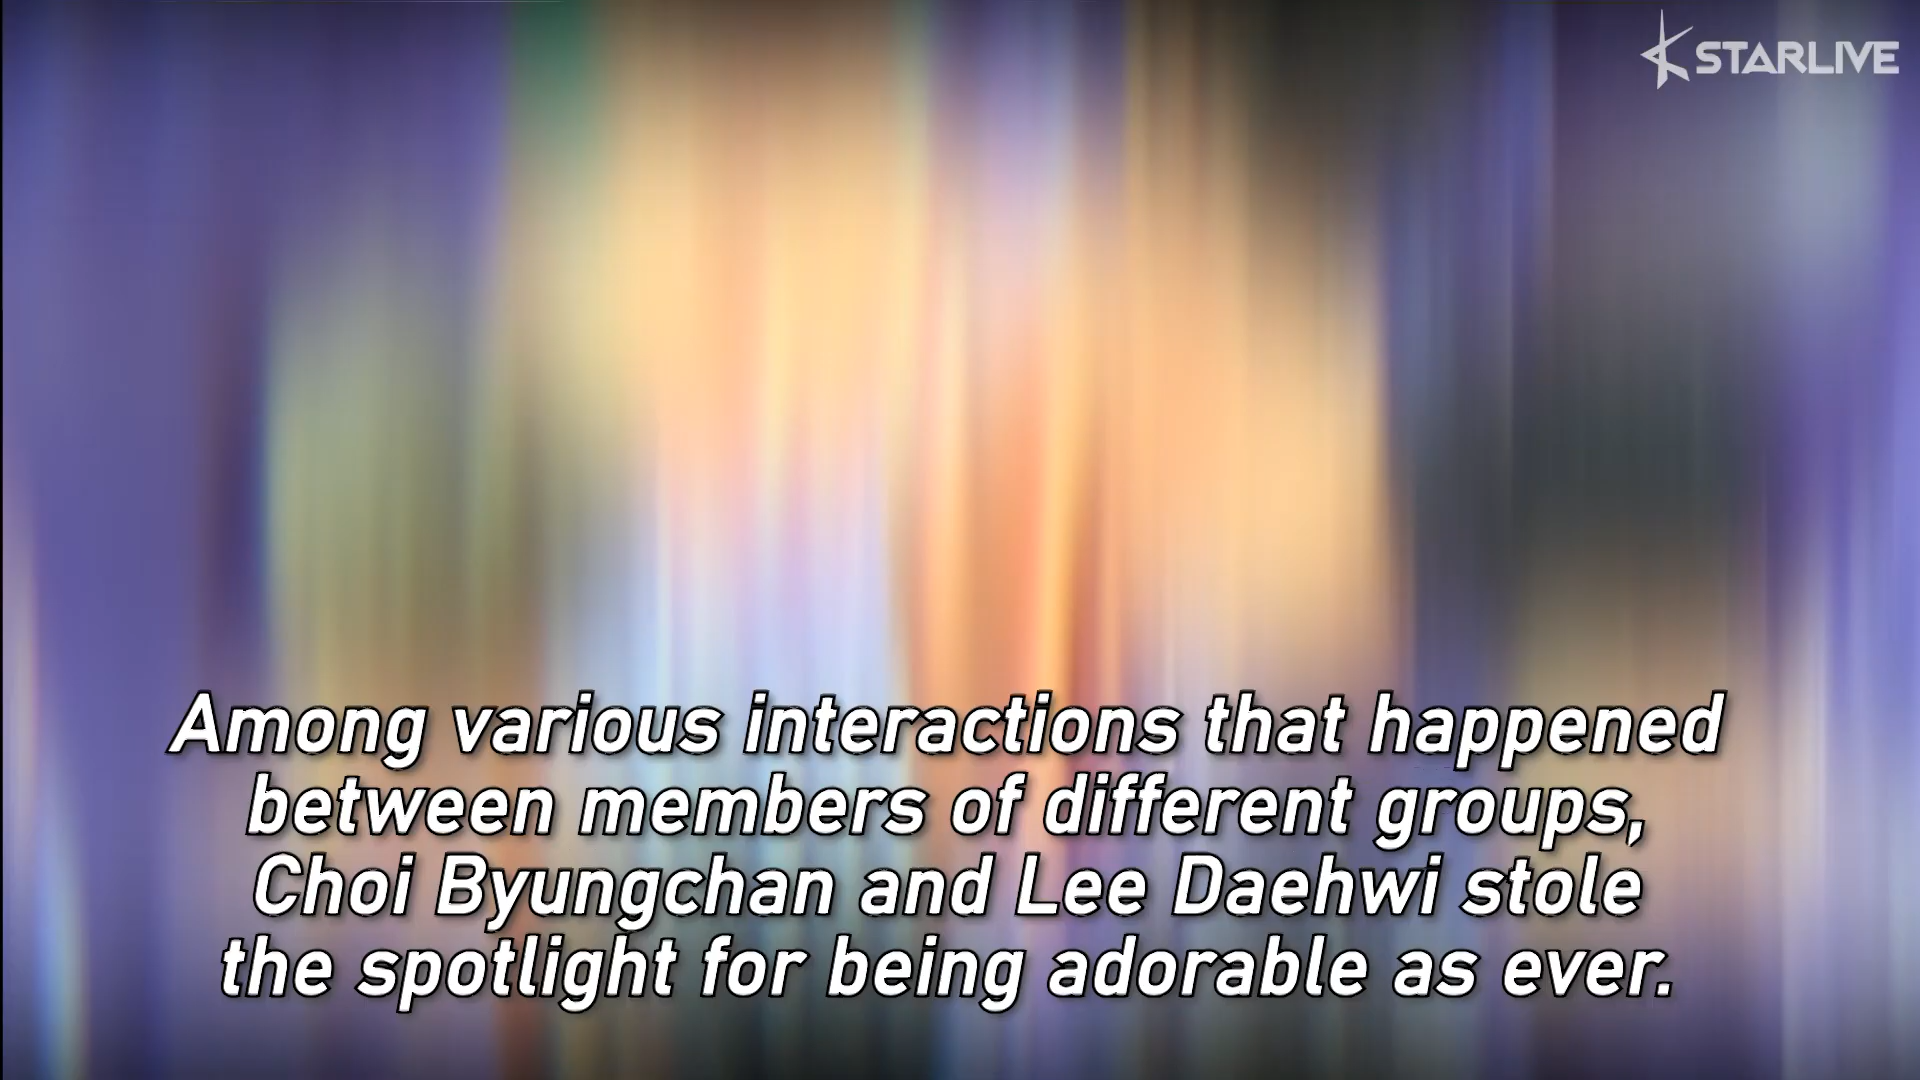 STARLIVE
Among various interactions that happened
between members of different groups,
Choi Byungchan and Lee Daehwi stole
the spotlight for being adorable as ever.